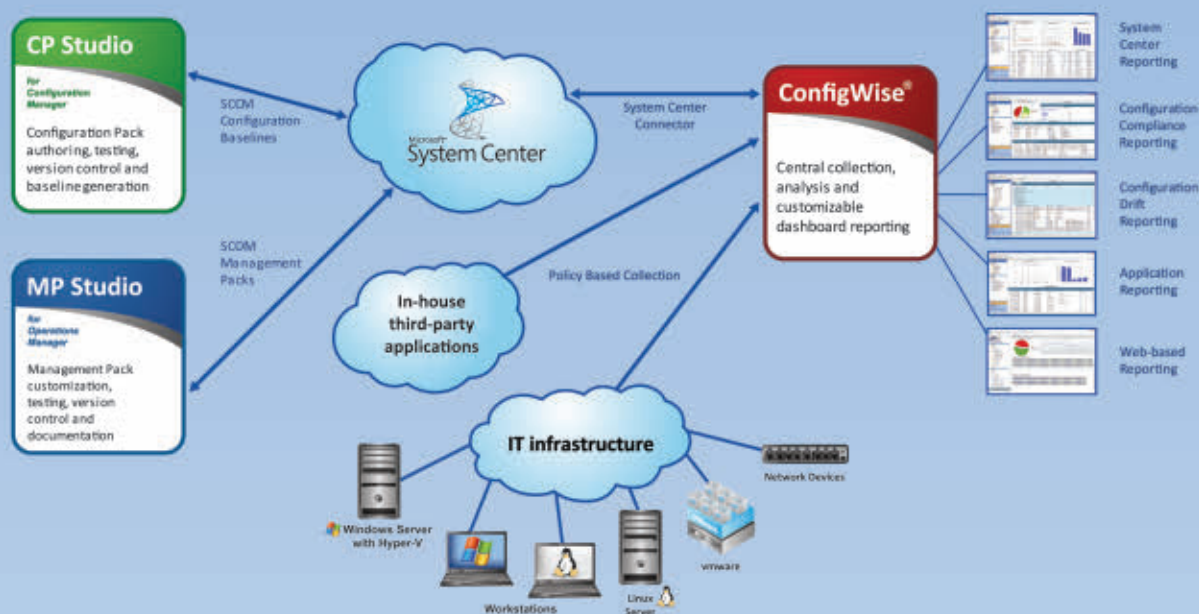 CP Studio
for
Configuration
Manager
Configuration Pack
authoring, testing,
version control and
baseline generation
SCCM
Configuration
Baselines
Microsoft
System Center
System Center
Connector
ConfigWise®
Central collection,
analysis and
customizable
dashboard reporting
System
Center
Reporting
Configuration
Compliance
Reporting
Configuration
Drift
Reporting
Application
Reporting
Web-based
Reporting
MP Studio
for
Operations
Manager
Management Pack
customization,
testing, version
control and
documentation
SCOM
Management
Packs
In-house
third-party
applications
Policy Based Collection
IT infrastructure
Windows Server
with Hyper-V
Workstations
Linux
Server
vmware
Network Devices